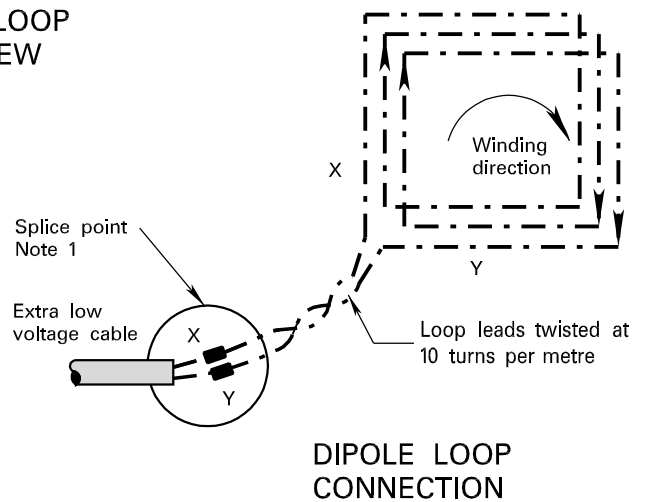 LOOP
EW
X
Winding
direction
Splice point
Note 1
Y
Extra low
voltage cable
X
Loop leads twisted at
10 turns per metre
Y
DIPOLE LOOP
CONNECTION